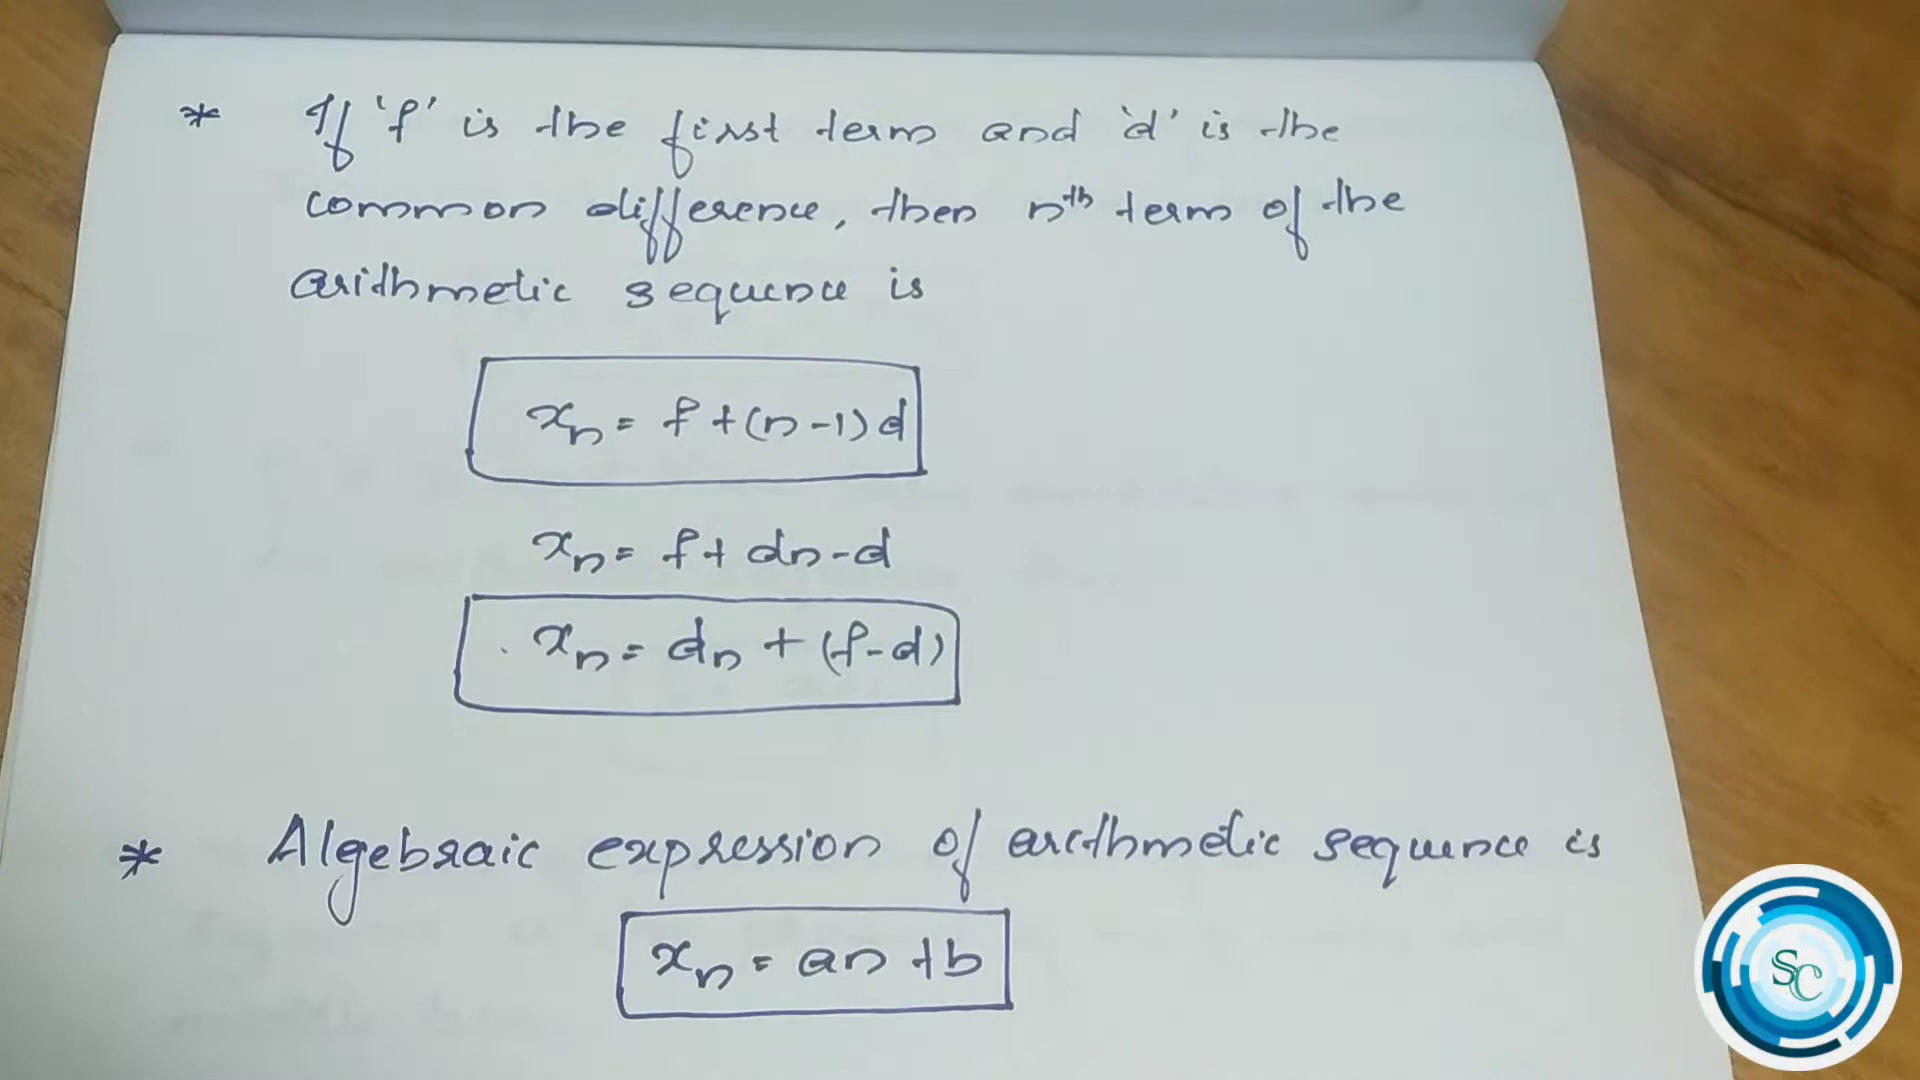 * If 'f' is the first term and 'd' is the
common difference, then nth term of the
arithmetic sequence is
xₙ = f + (n - 1) d
xₙ = f + dn - d
xₙ = dn + (f - d)
* Algebraic expression of arithmetic sequence is
xₙ = an + b
SC